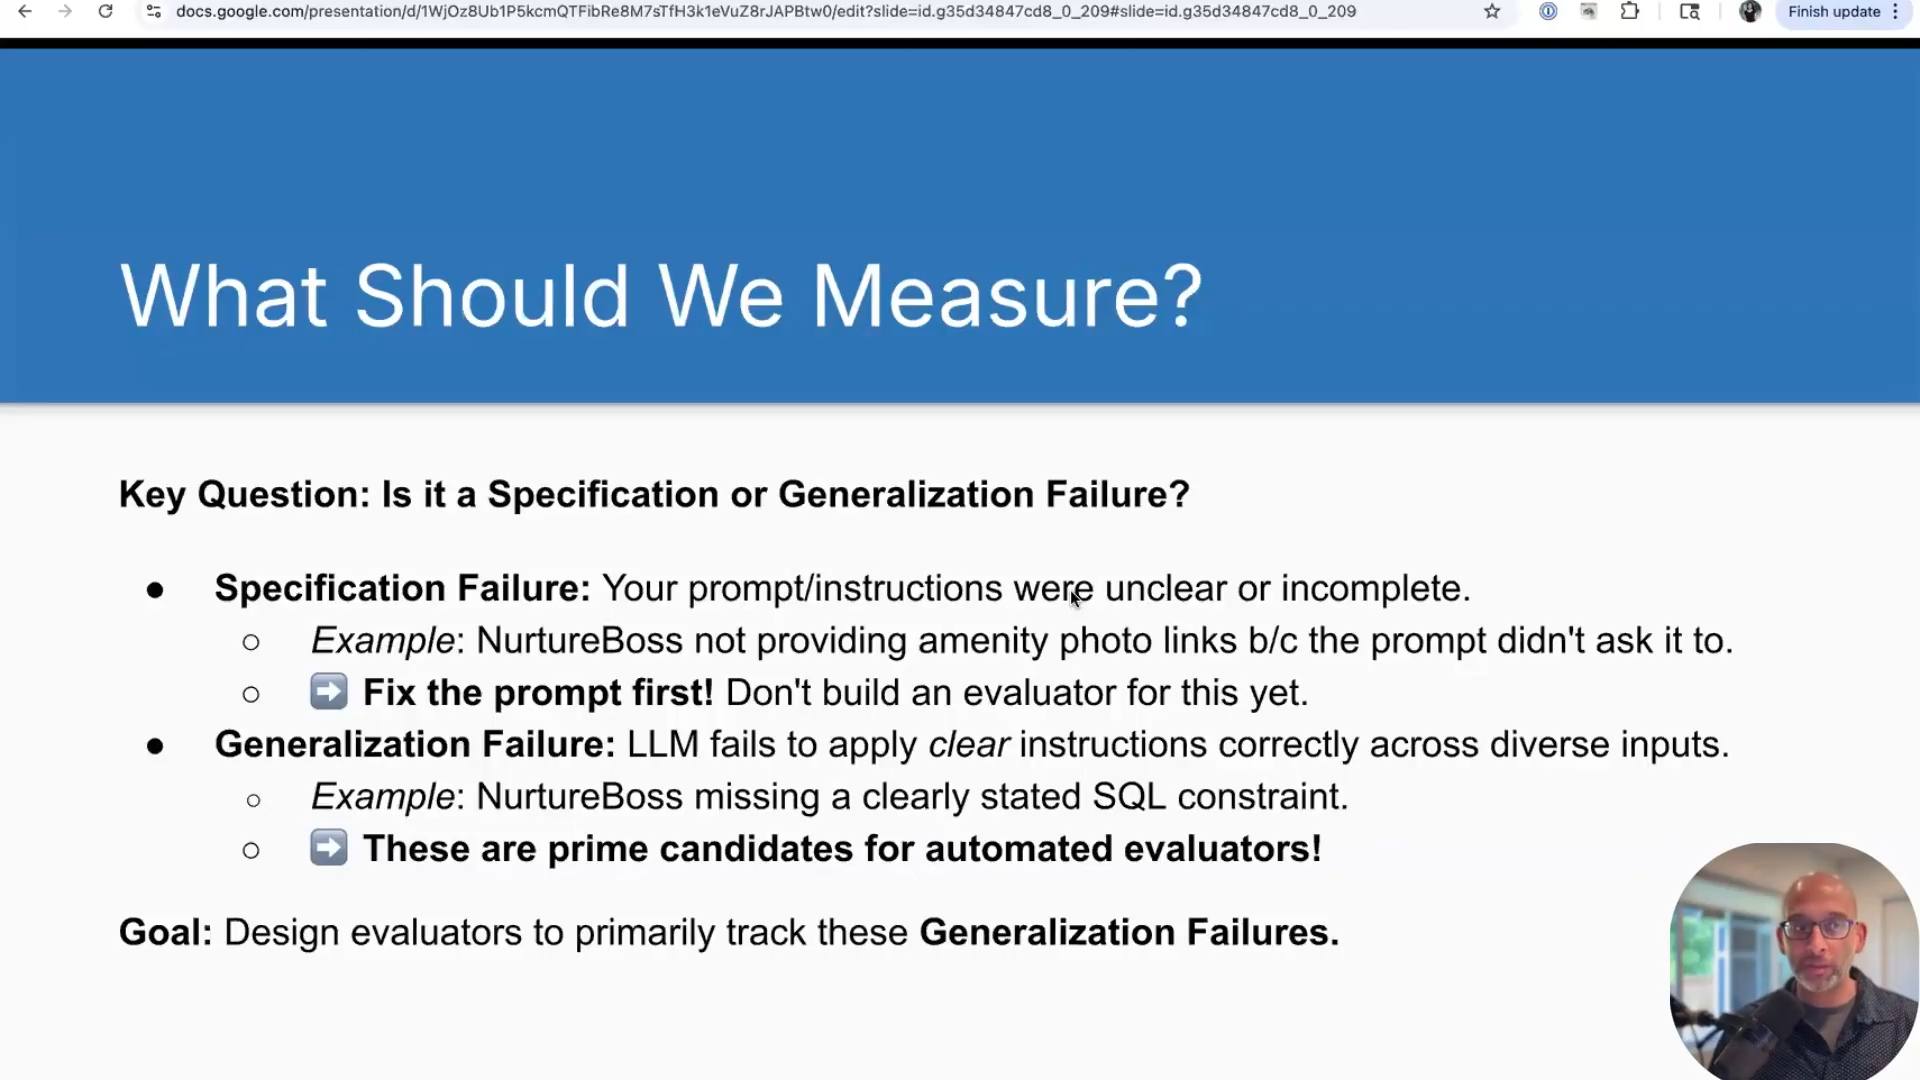 docs.google.com/presentation/d/1WjOz8Ub1P5kcmQTFibRe8M7sTfH3k1eVuZ8rJAPBtw0/edit?slide=id.g35d34847cd8_0_209#slide=id.g35d34847cd8_0_209
Finish update
What Should We Measure?
Key Question: Is it a Specification or Generalization Failure?
● Specification Failure: Your prompt/instructions were unclear or incomplete.
○ Example: NurtureBoss not providing amenity photo links b/c the prompt didn't ask it to.
○ ➡️ Fix the prompt first! Don't build an evaluator for this yet.
● Generalization Failure: LLM fails to apply clear instructions correctly across diverse inputs.
○ Example: NurtureBoss missing a clearly stated SQL constraint.
○ ➡️ These are prime candidates for automated evaluators!
Goal: Design evaluators to primarily track these Generalization Failures.